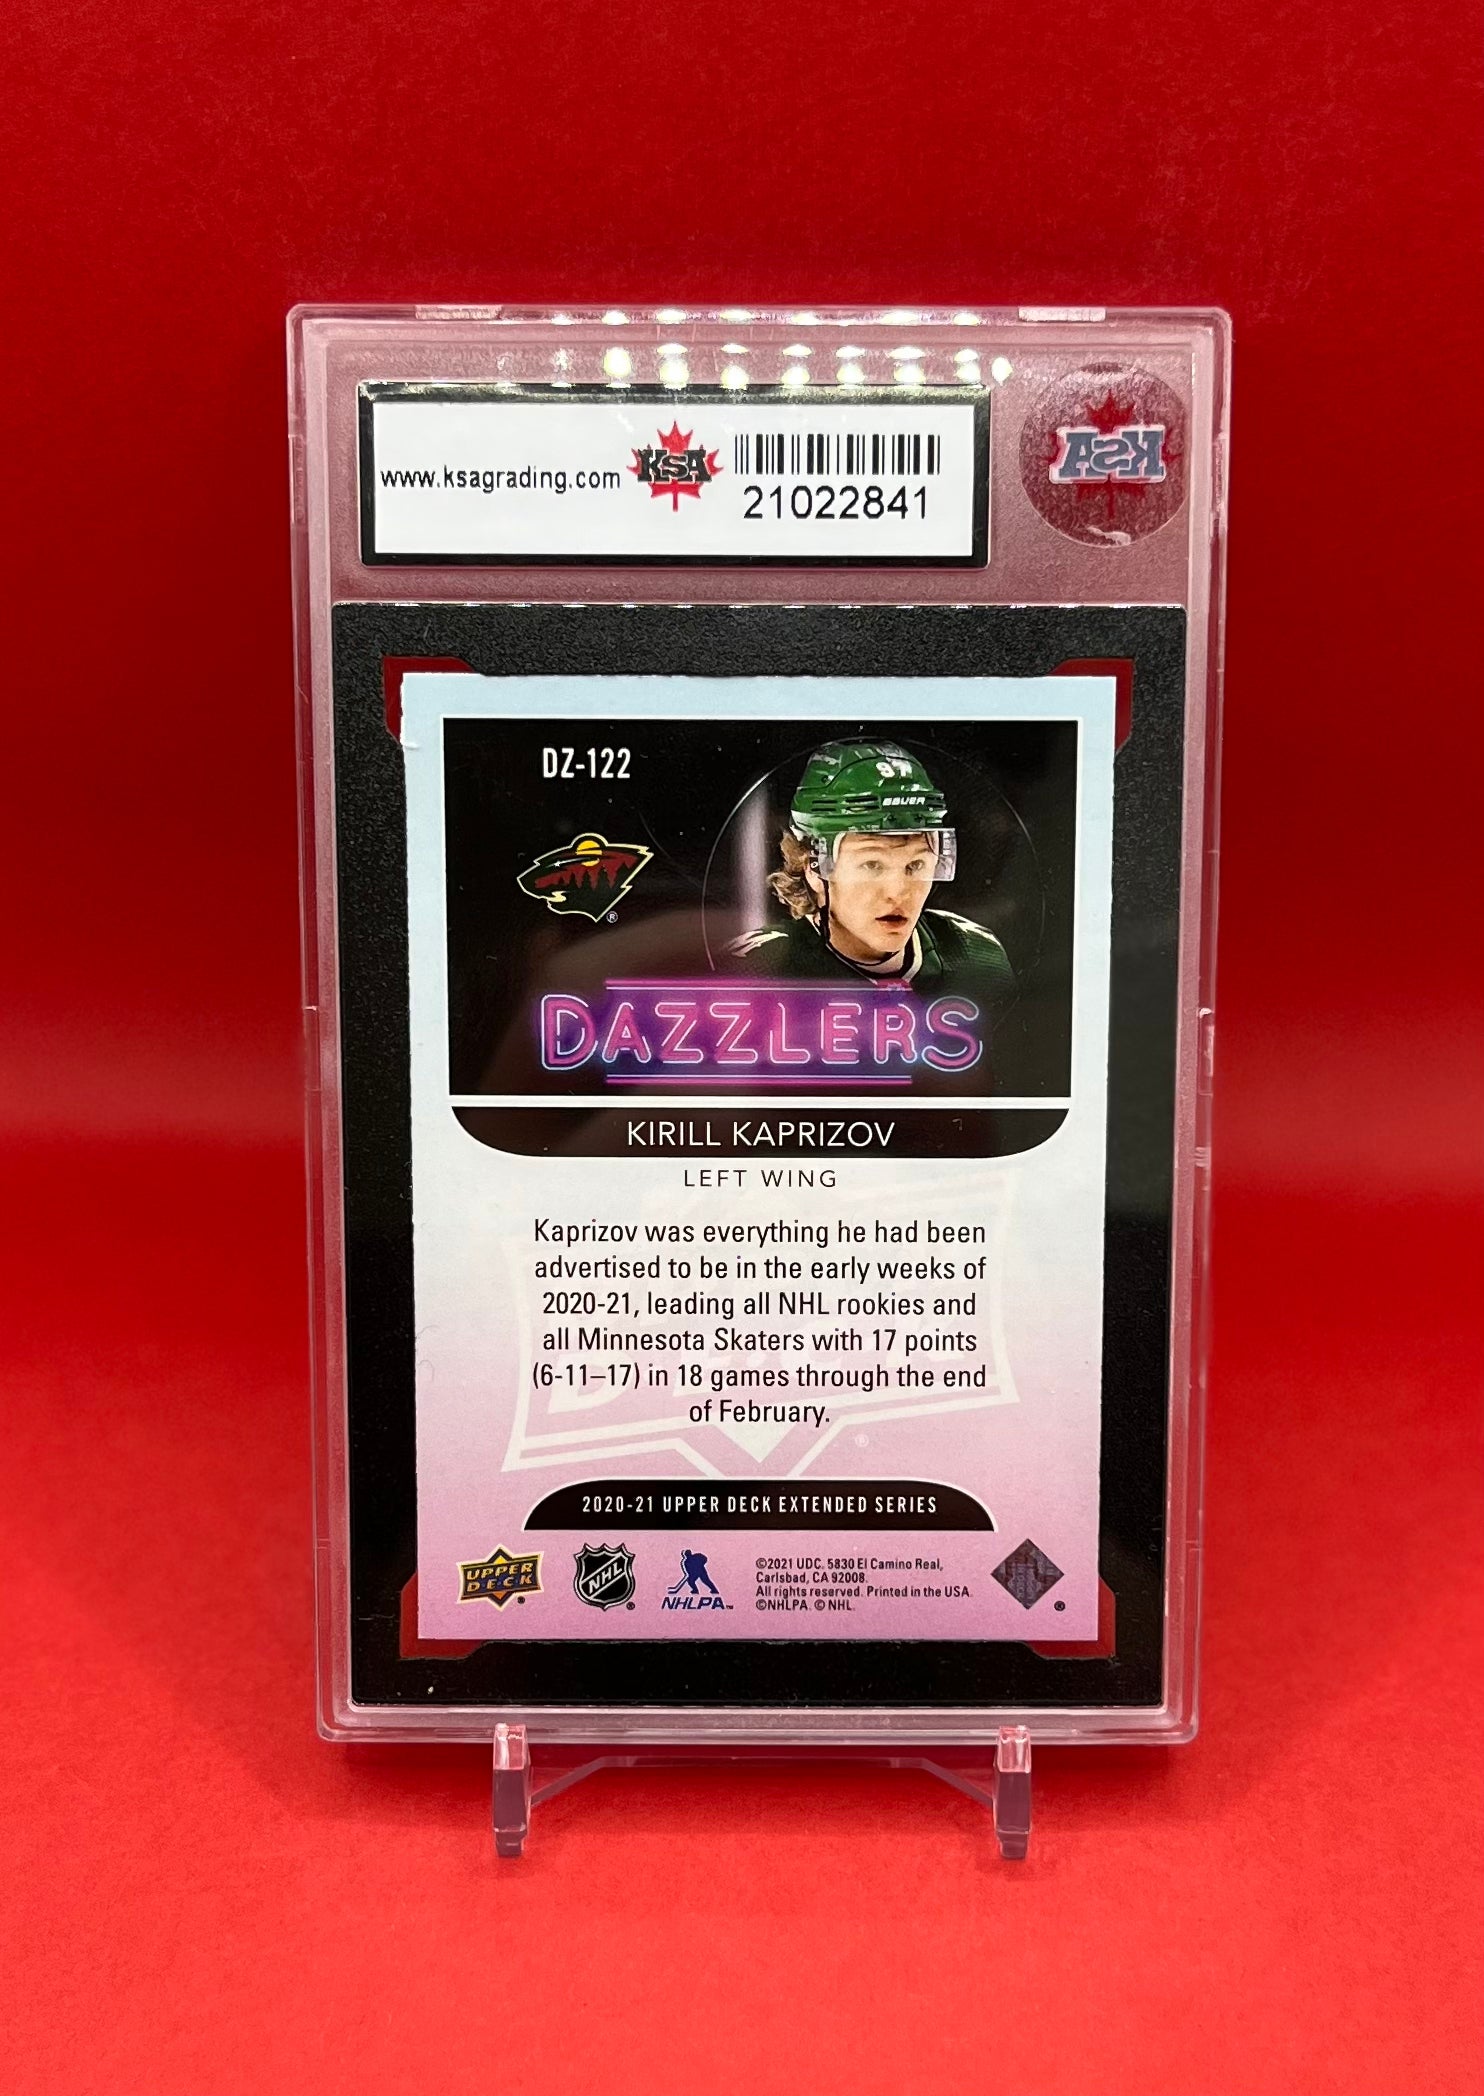 www.ksagrading.com
KSA
21022841
KSA
DZ-122
97
BAUER
DAZZLERS
KIRILL KAPRIZOV
LEFT WING
Kaprizov was everything he had been
advertised to be in the early weeks of
2020-21, leading all NHL rookies and
all Minnesota Skaters with 17 points
(6-11–17) in 18 games through the end
of February.
2020-21 UPPER DECK EXTENDED SERIES
UPPER
DECK
NHL
NHLPA
©2021 UDC. 5830 El Camino Real,
Carlsbad, CA 92008.
All rights reserved. Printed in the USA.
©NHLPA. © NHL.